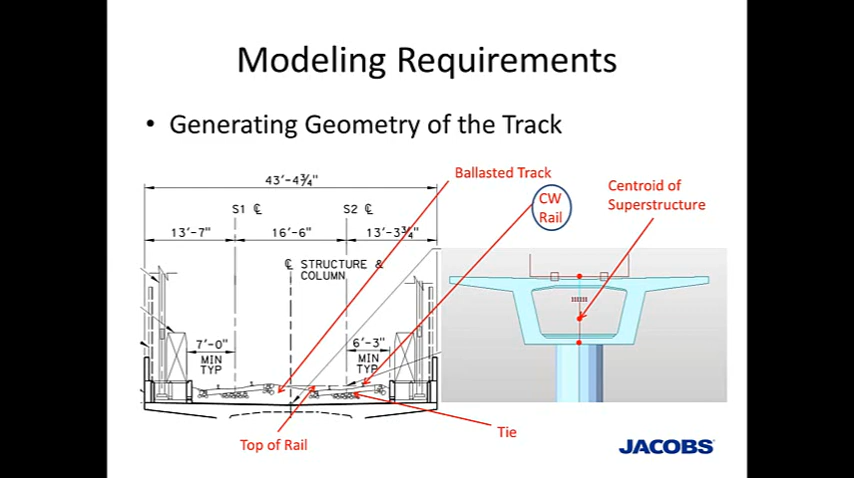 Modeling Requirements
• Generating Geometry of the Track
Ballasted Track
CW
Rail
Centroid of
Superstructure
43'-4¾"
S1 ℄
S2 ℄
13'-7"
16'-6"
13'-3¾"
℄ STRUCTURE &
COLUMN
7'-0"
MIN
TYP
6'-3"
MIN
TYP
Top of Rail
Tie
JACOBS